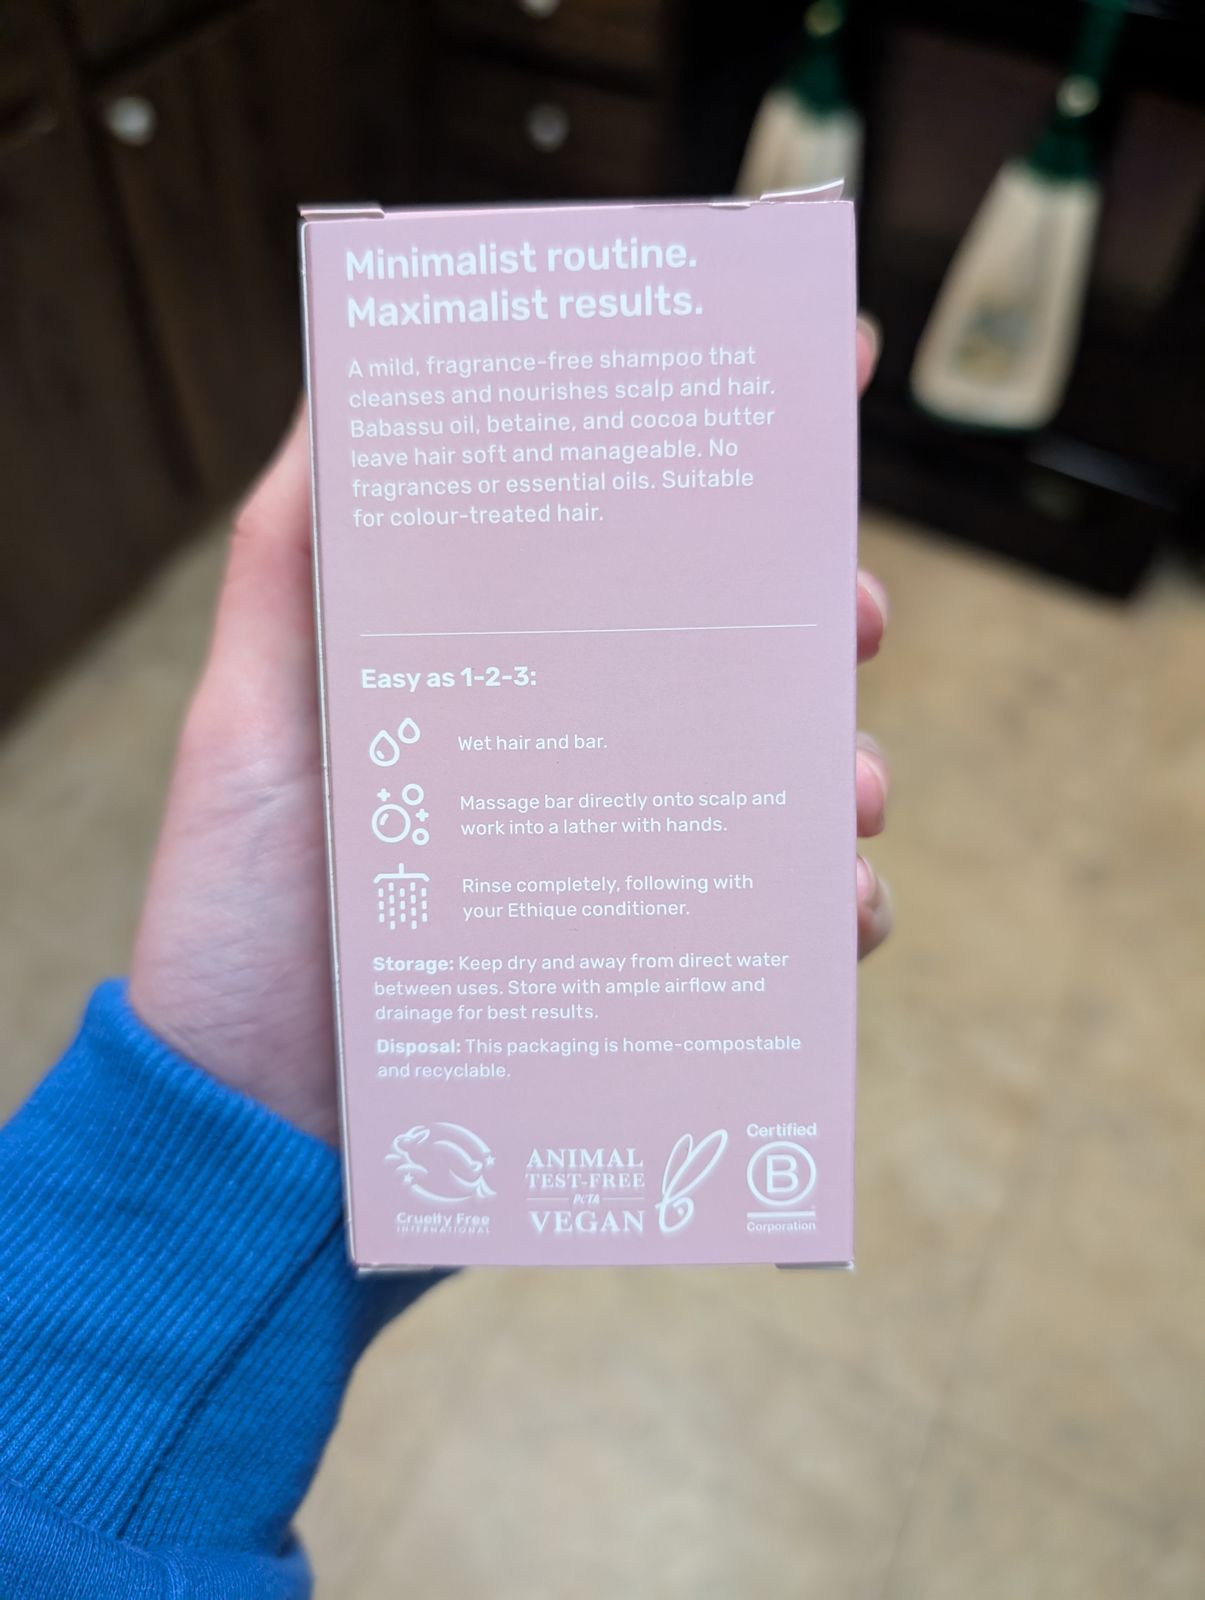 Minimalist routine.
Maximalist results.
A mild, fragrance-free shampoo that
cleanses and nourishes scalp and hair.
Babassu oil, betaine, and cocoa butter
leave hair soft and manageable. No
fragrances or essential oils. Suitable
for colour-treated hair.
Easy as 1-2-3:
Wet hair and bar.
Massage bar directly onto scalp and
work into a lather with hands.
Rinse completely, following with
your Ethique conditioner.
Storage: Keep dry and away from direct water
between uses. Store with ample airflow and
drainage for best results.
Disposal: This packaging is home-compostable
and recyclable.
Cruelty Free
INTERNATIONAL
ANIMAL
TEST-FREE
PETA
VEGAN
Certified
B
Corporation